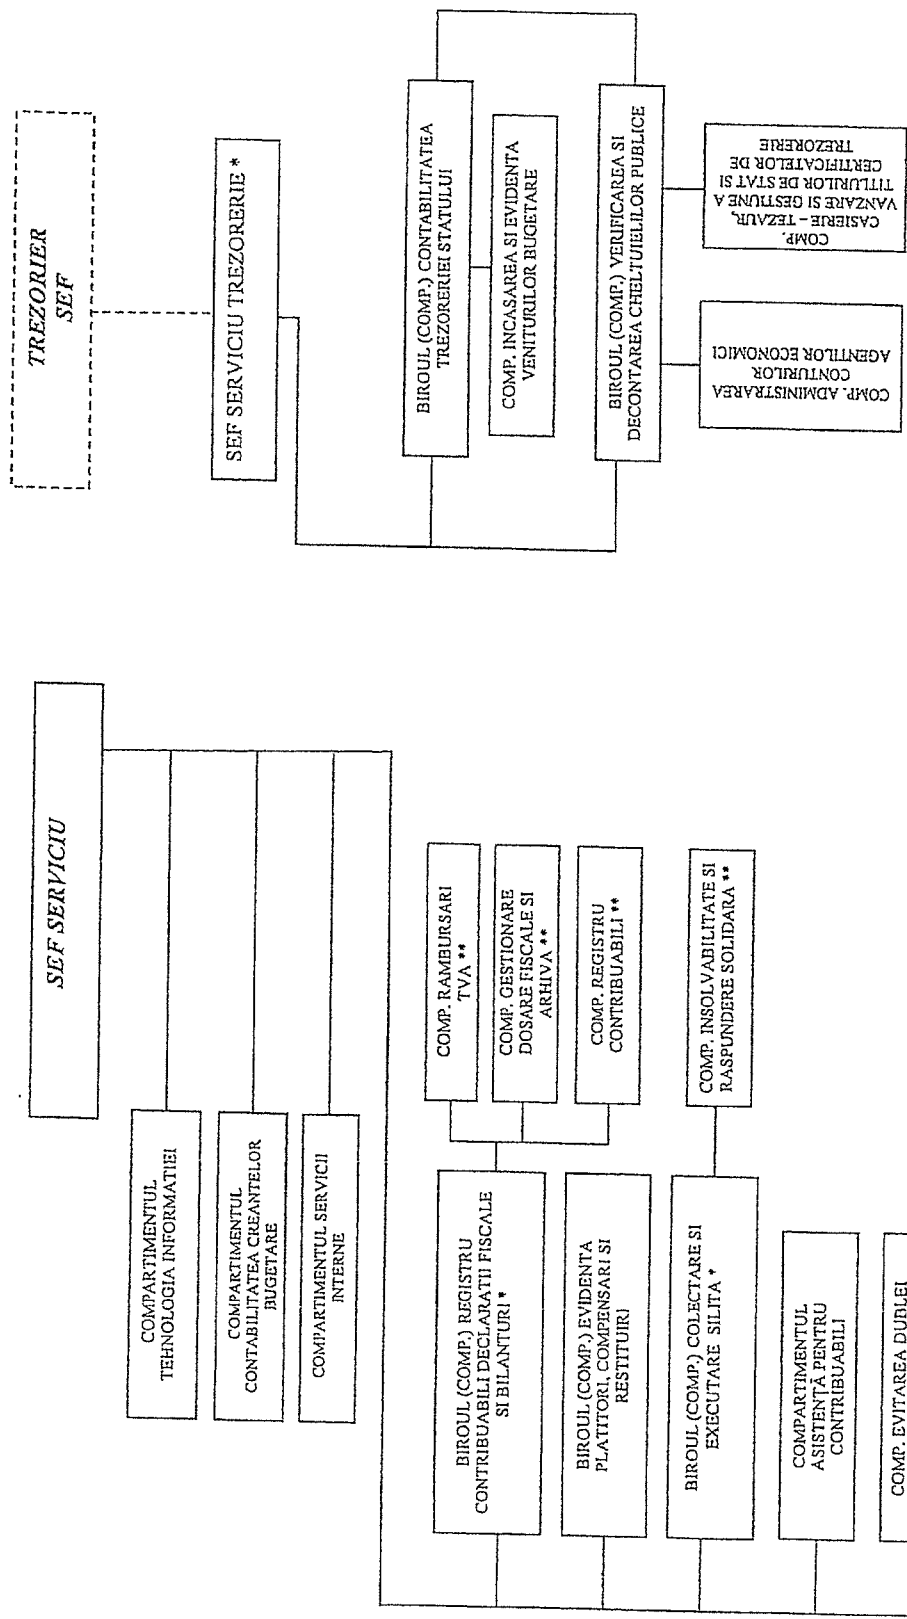 SEF SERVICIU
COMPARTIMENTUL
TEHNOLOGIA INFORMATIEI
COMPARTIMENTUL
CONTABILITATEA CREANTELOR
BUGETARE
COMPARTIMENTUL SERVICII
INTERNE
BIROUL (COMP.) REGISTRU
CONTRIBUABILI DECLARATII FISCALE
SI BILANTURI *
COMP. RAMBURSARI
TVA **
COMP. GESTIONARE
DOSARE FISCALE SI
ARHIVA **
COMP. REGISTRU
CONTRIBUABILI **
BIROUL (COMP.) EVIDENTA
PLATITORI, COMPENSARI SI
RESTITUIRI
BIROUL (COMP.) COLECTARE SI
EXECUTARE SILITA *
COMP. INSOLVABILITATE SI
RASPUNDERE SOLIDARA **
COMPARTIMENTUL
ASISTENȚĂ PENTRU
CONTRIBUABILI
COMP. EVITAREA DUBLEI
TREZORIER
SEF
SEF SERVICIU TREZORERIE *
BIROUL (COMP.) CONTABILITATEA
TREZORERIEI STATULUI
COMP. INCASAREA SI EVIDENTA
VENITURILOR BUGETARE
BIROUL (COMP.) VERIFICAREA SI
DECONTAREA CHELTUIELILOR PUBLICE
COMP. ADMINISTRAREA
CONTURILOR
AGENTILOR ECONOMICI
COMP.
CASIERIE – TEZAUR,
VANZARE SI GESTIUNE A
TITLURILOR DE STAT SI
CERTIFICATELOR DE
TREZORERIE